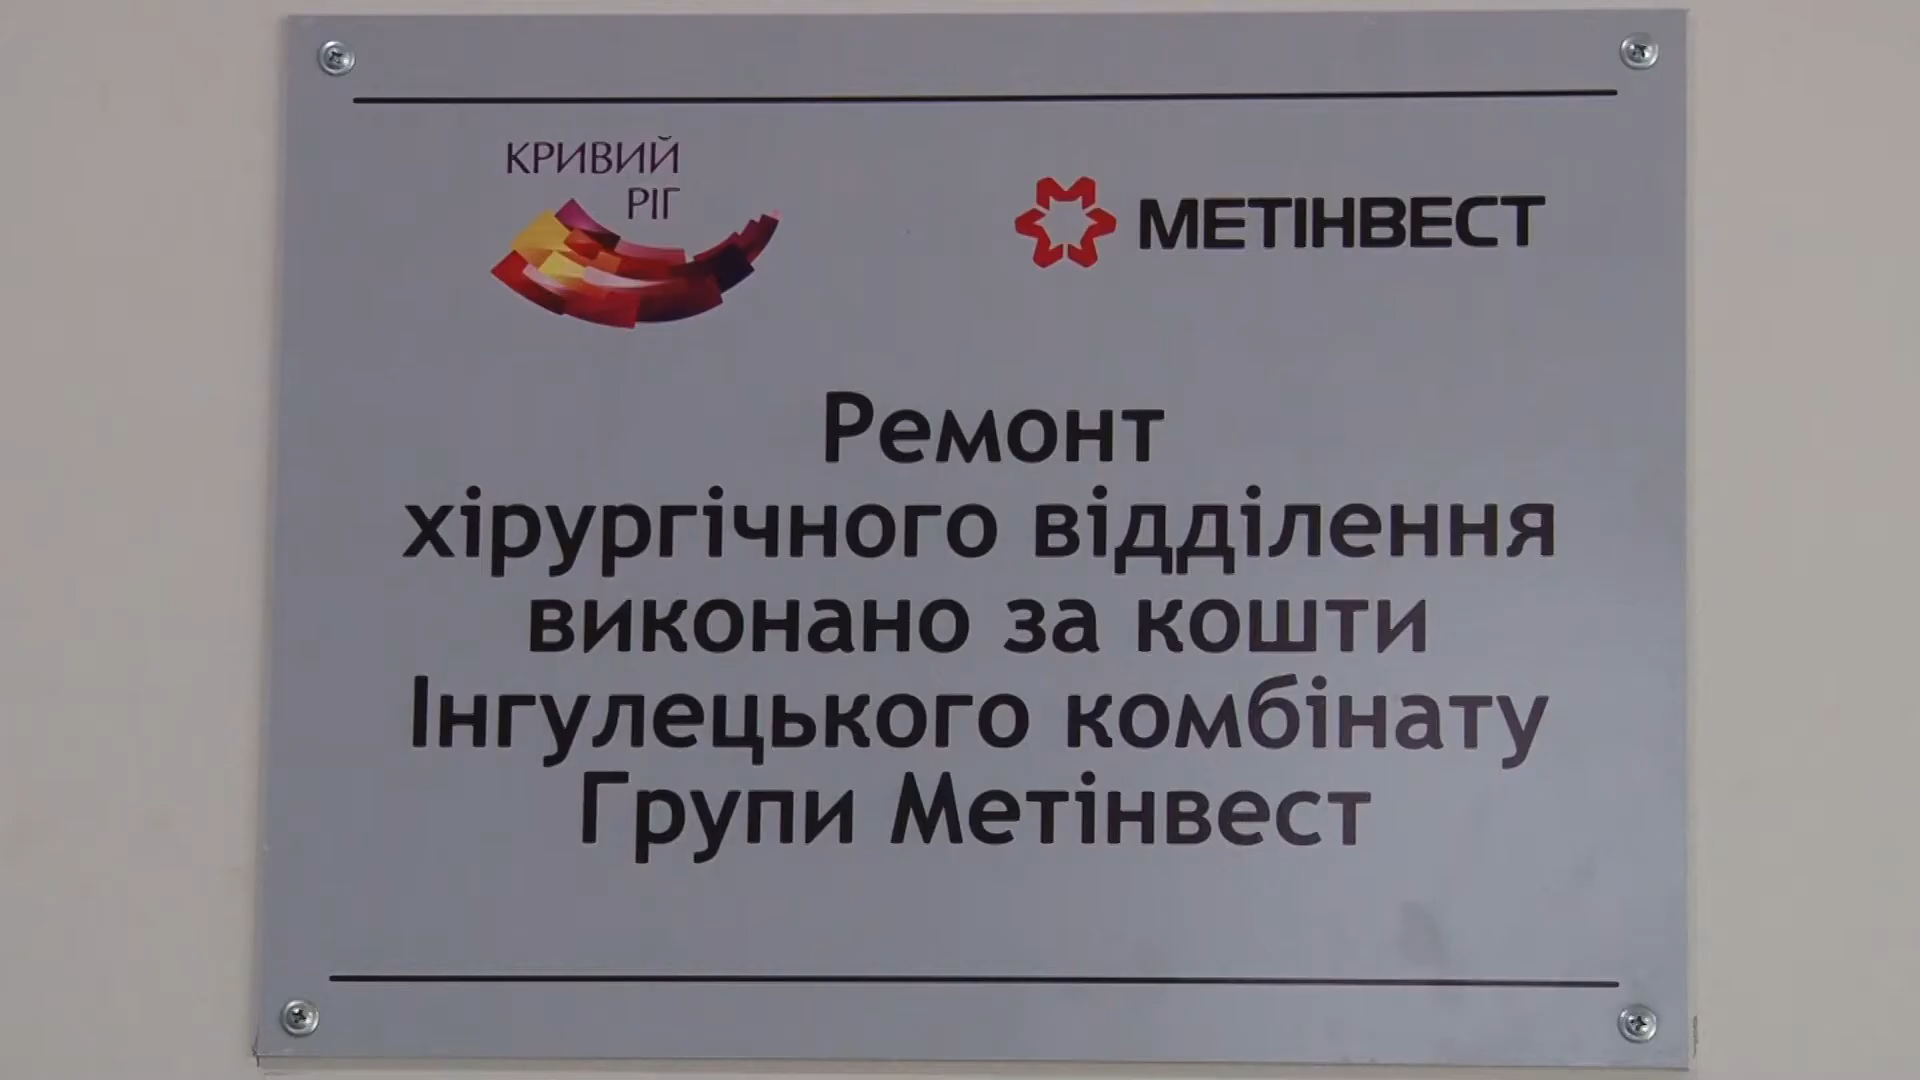 КРИВИЙ
РІГ
МЕТІНВЕСТ
Ремонт
хірургічного відділення
виконано за кошти
Інгулецького комбінату
Групи Метінвест